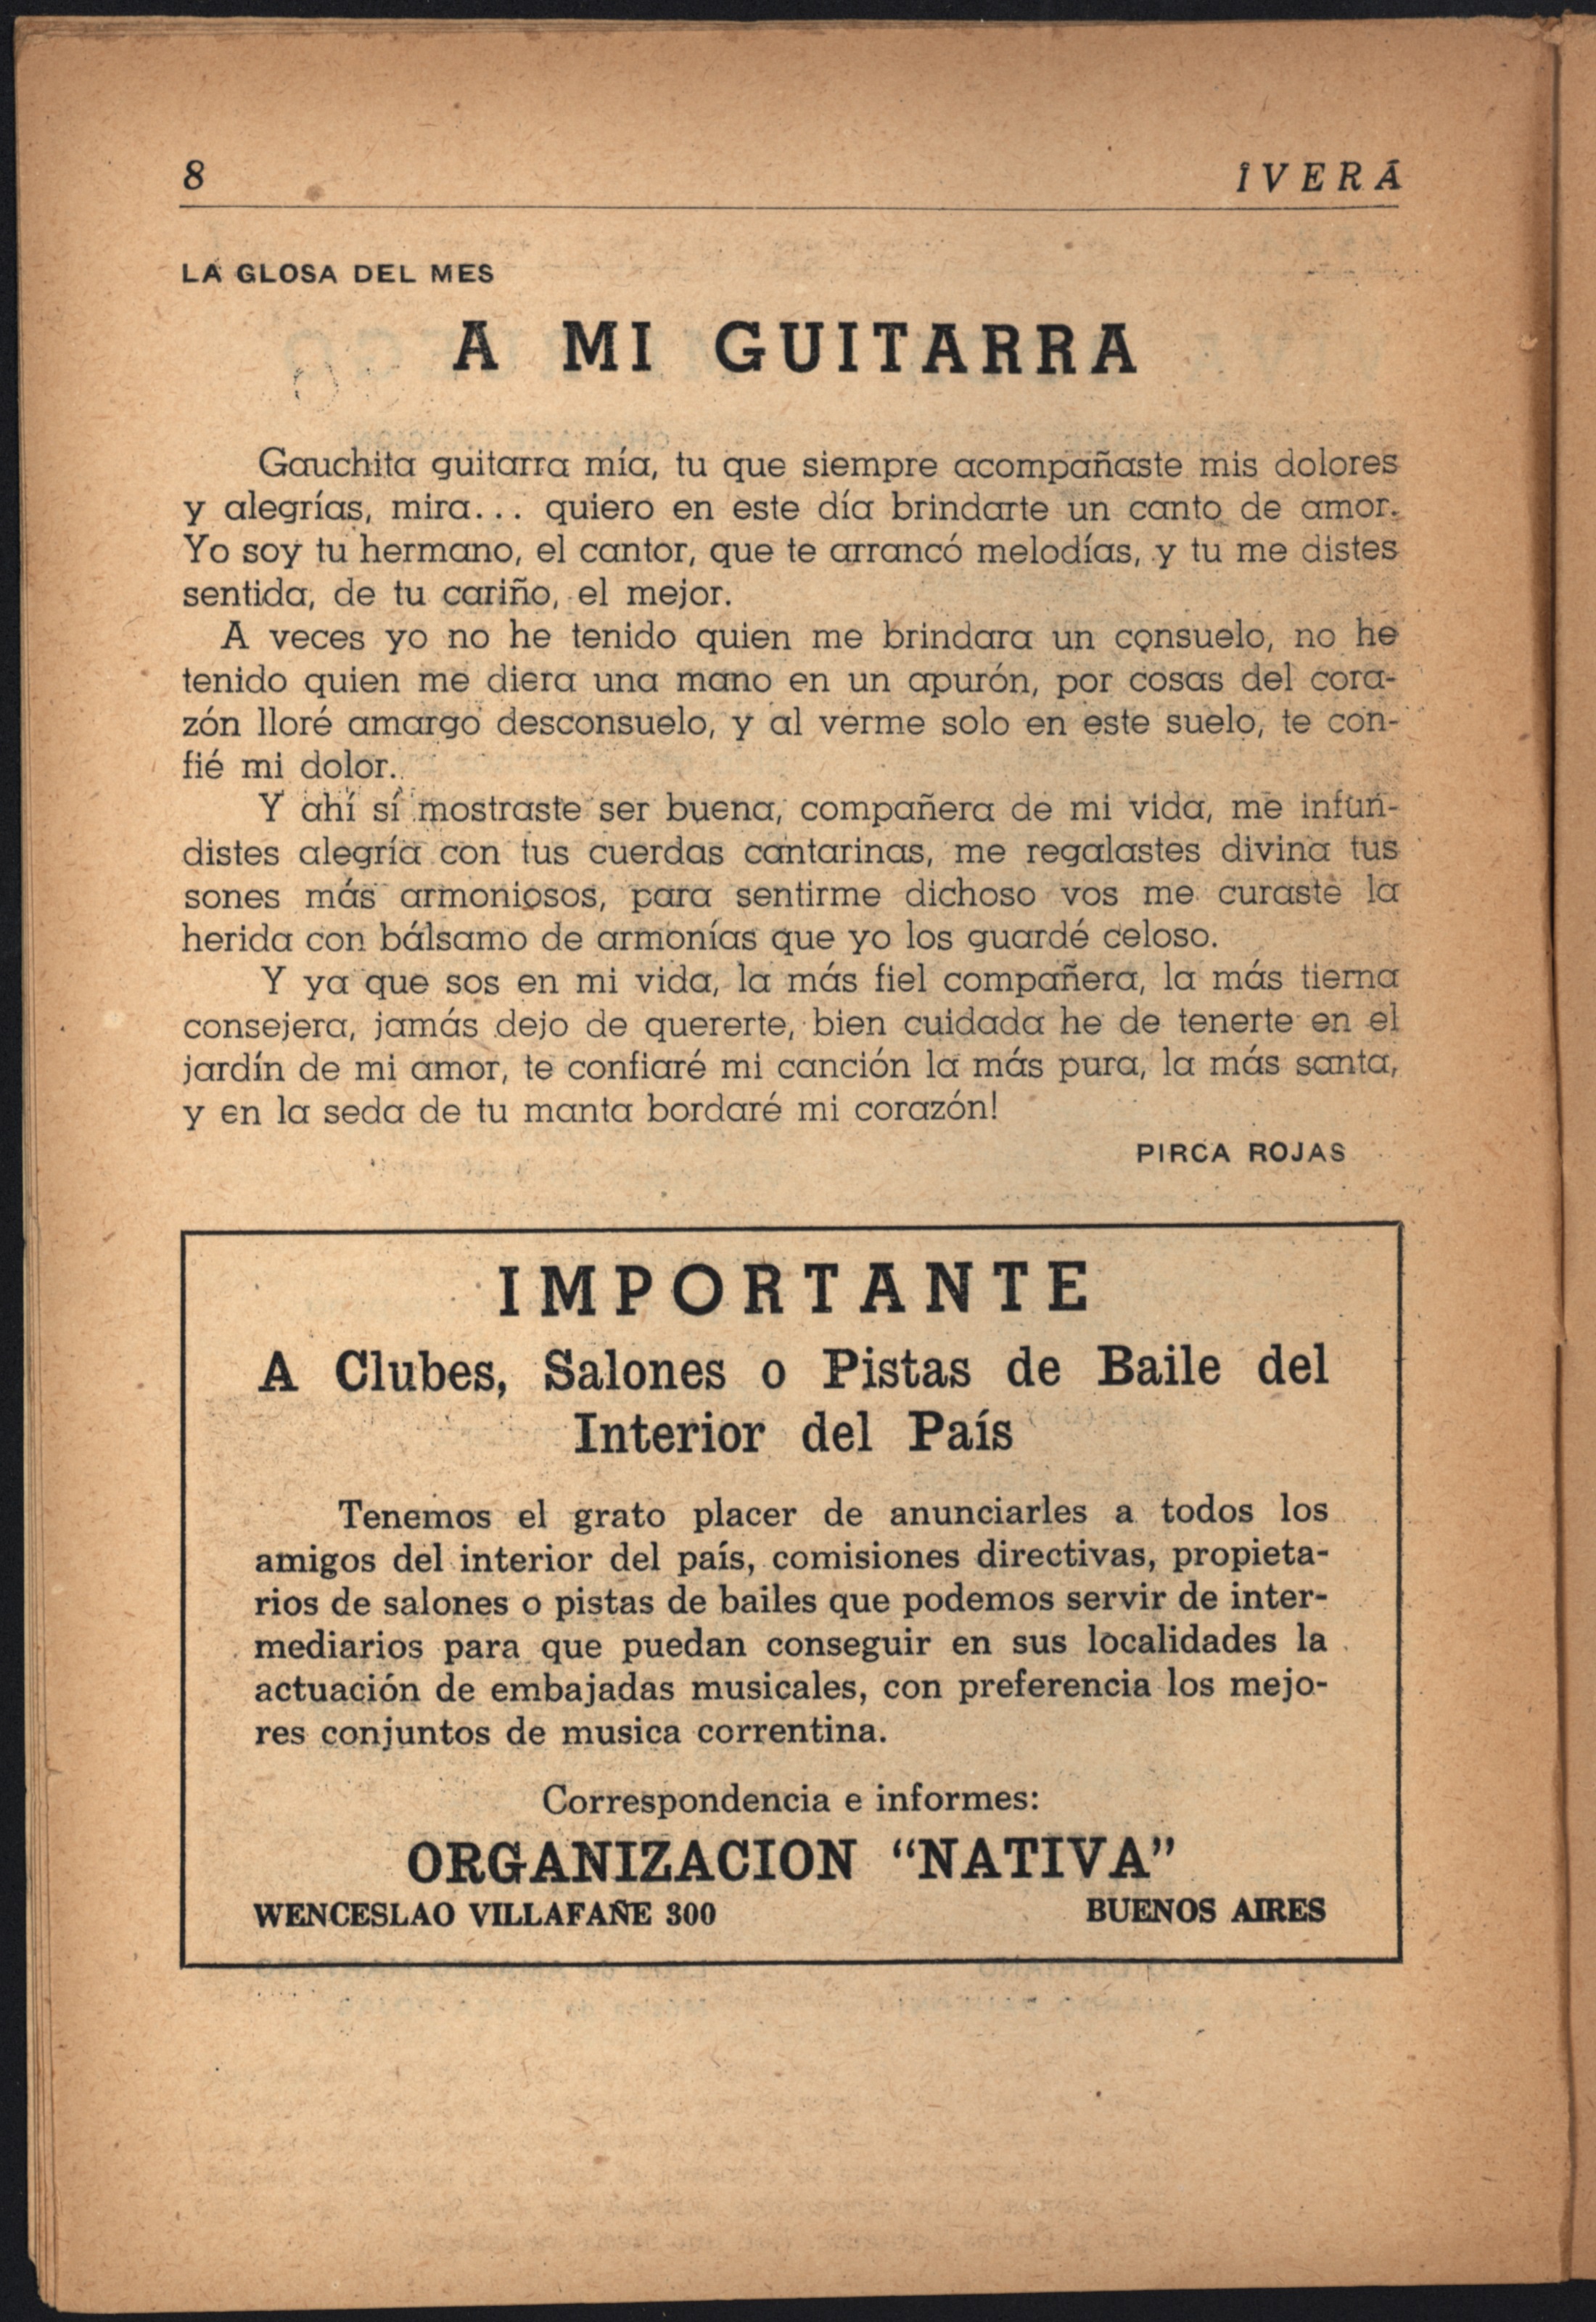 8 ÎVERÁ
LA GLOSA DEL MES
A MI GUITARRA
Gauchita guitarra mía, tu que siempre acompañaste mis dolores
y alegrías, mira... quiero en este día brindarte un canto de amor.
Yo soy tu hermano, el cantor, que te arrancó melodías, y tu me distes
sentida, de tu cariño, el mejor.
A veces yo no he tenido quien me brindara un consuelo, no he
tenido quien me diera una mano en un apurón, por cosas del cora-
zón lloré amargo desconsuelo, y al verme solo en este suelo, te con-
fié mi dolor.
Y ahí sí mostraste ser buena, compañera de mi vida, me infun-
distes alegría con tus cuerdas cantarinas, me regalastes divina tus
sones más armoniosos, para sentirme dichoso vos me curaste la
herida con bálsamo de armonías que yo los guardé celoso.
Y ya que sos en mi vida, la más fiel compañera, la más tierna
consejera, jamás dejo de quererte, bien cuidada he de tenerte en el
jardín de mi amor, te confiaré mi canción la más pura, la más santa,
y en la seda de tu manta bordaré mi corazón!
PIRCA ROJAS
IMPORTANTE
A Clubes, Salones o Pistas de Baile del
Interior del País
Tenemos el grato placer de anunciarles a todos los
amigos del interior del país, comisiones directivas, propieta-
rios de salones o pistas de bailes que podemos servir de inter-
mediarios para que puedan conseguir en sus localidades la
actuación de embajadas musicales, con preferencia los mejo-
res conjuntos de musica correntina.
Correspondencia e informes:
ORGANIZACION “NATIVA”
WENCESLAO VILLAFAÑE 300 BUENOS AIRES